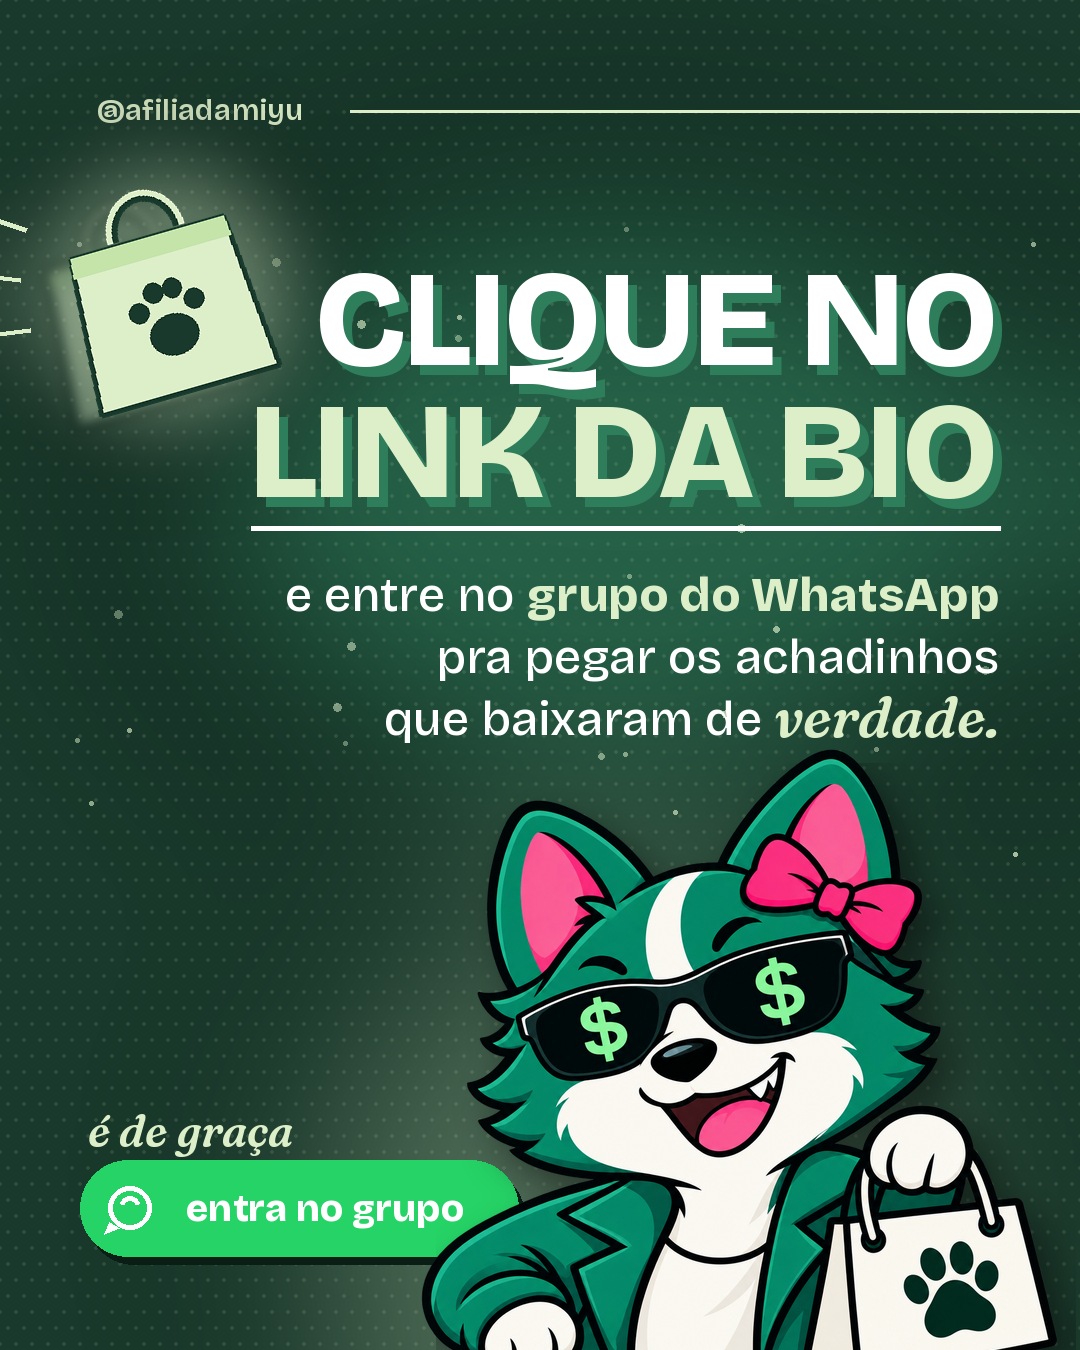 @afiliadamiyu
CLIQUE NO
LINK DA BIO
e entre no grupo do WhatsApp
pra pegar os achadinhos
que baixaram de verdade.
$ $
é de graça
entra no grupo